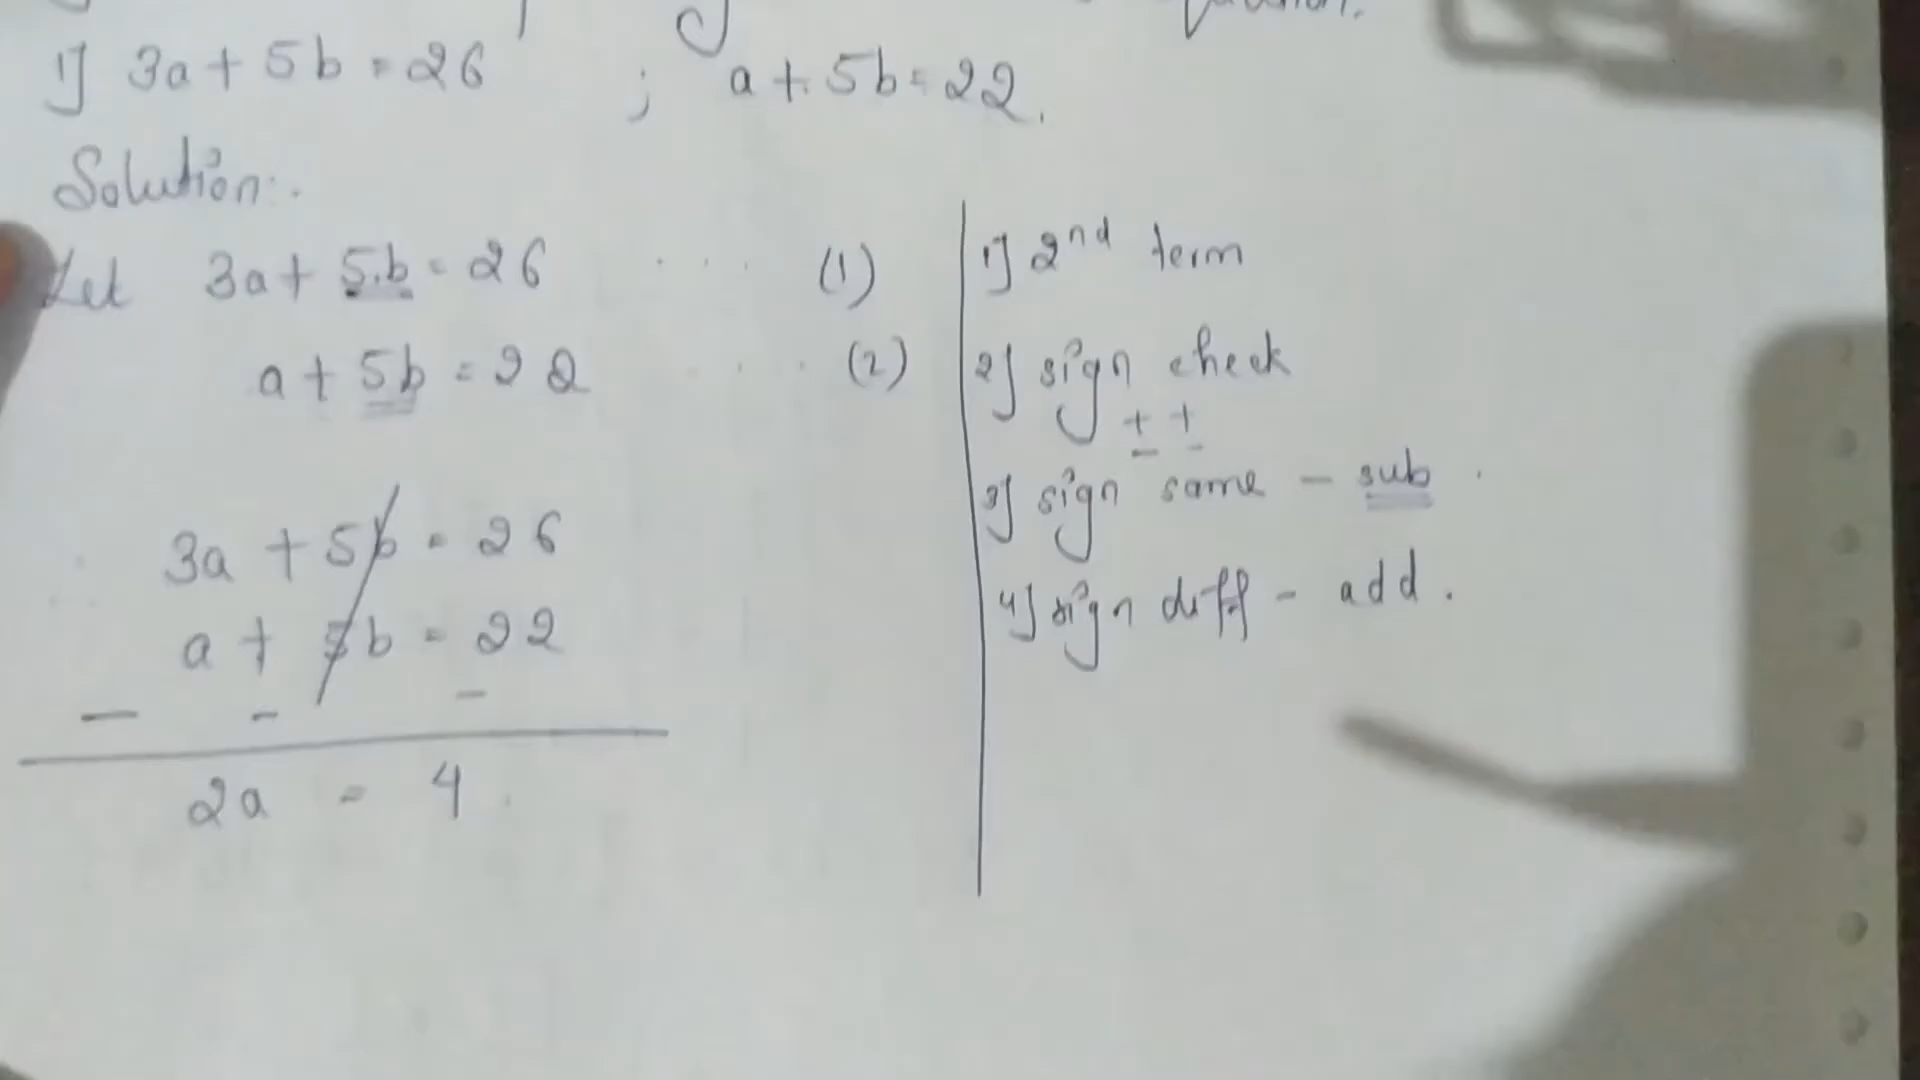 1] 3a + 5b = 26 ; a + 5b = 22.
Solution:.
Let 3a + 5.b = 26 . . . (1)
a + 5b = 22 . . . (2)
3a + 5b = 26
a + 5b = 22
- - -
2a = 4
1] 2nd term
2] sign check
+ +
- -
3] sign same - sub .
4] sign diff - add .